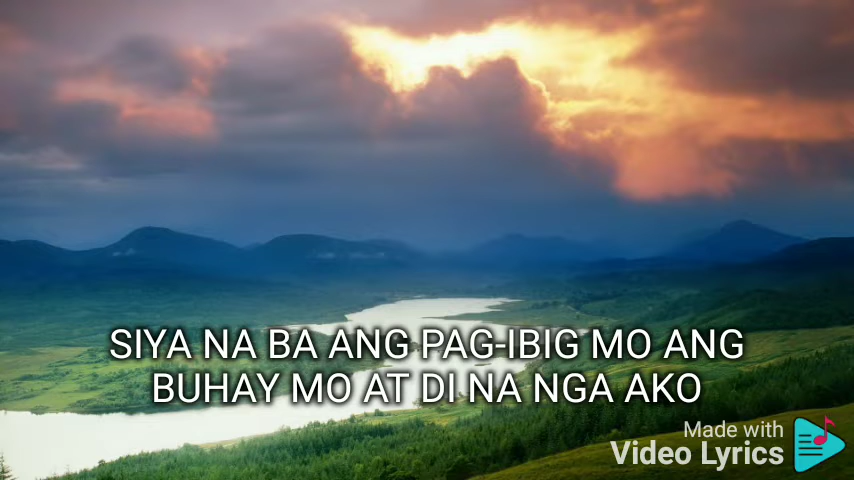 SIYA NA BA ANG PAG-IBIG MO ANG
BUHAY MO AT DI NA NGA AKO
Made with
Video Lyrics